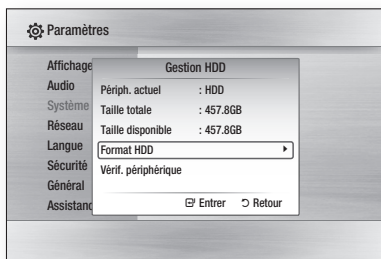 Paramètres
Affichage
Audio
Système
Réseau
Langue
Sécurité
Général
Assistanc
Gestion HDD
Périph. actuel : HDD
Taille totale : 457.8GB
Taille disponible : 457.8GB
Format HDD
Vérif. périphérique
Entrer Retour